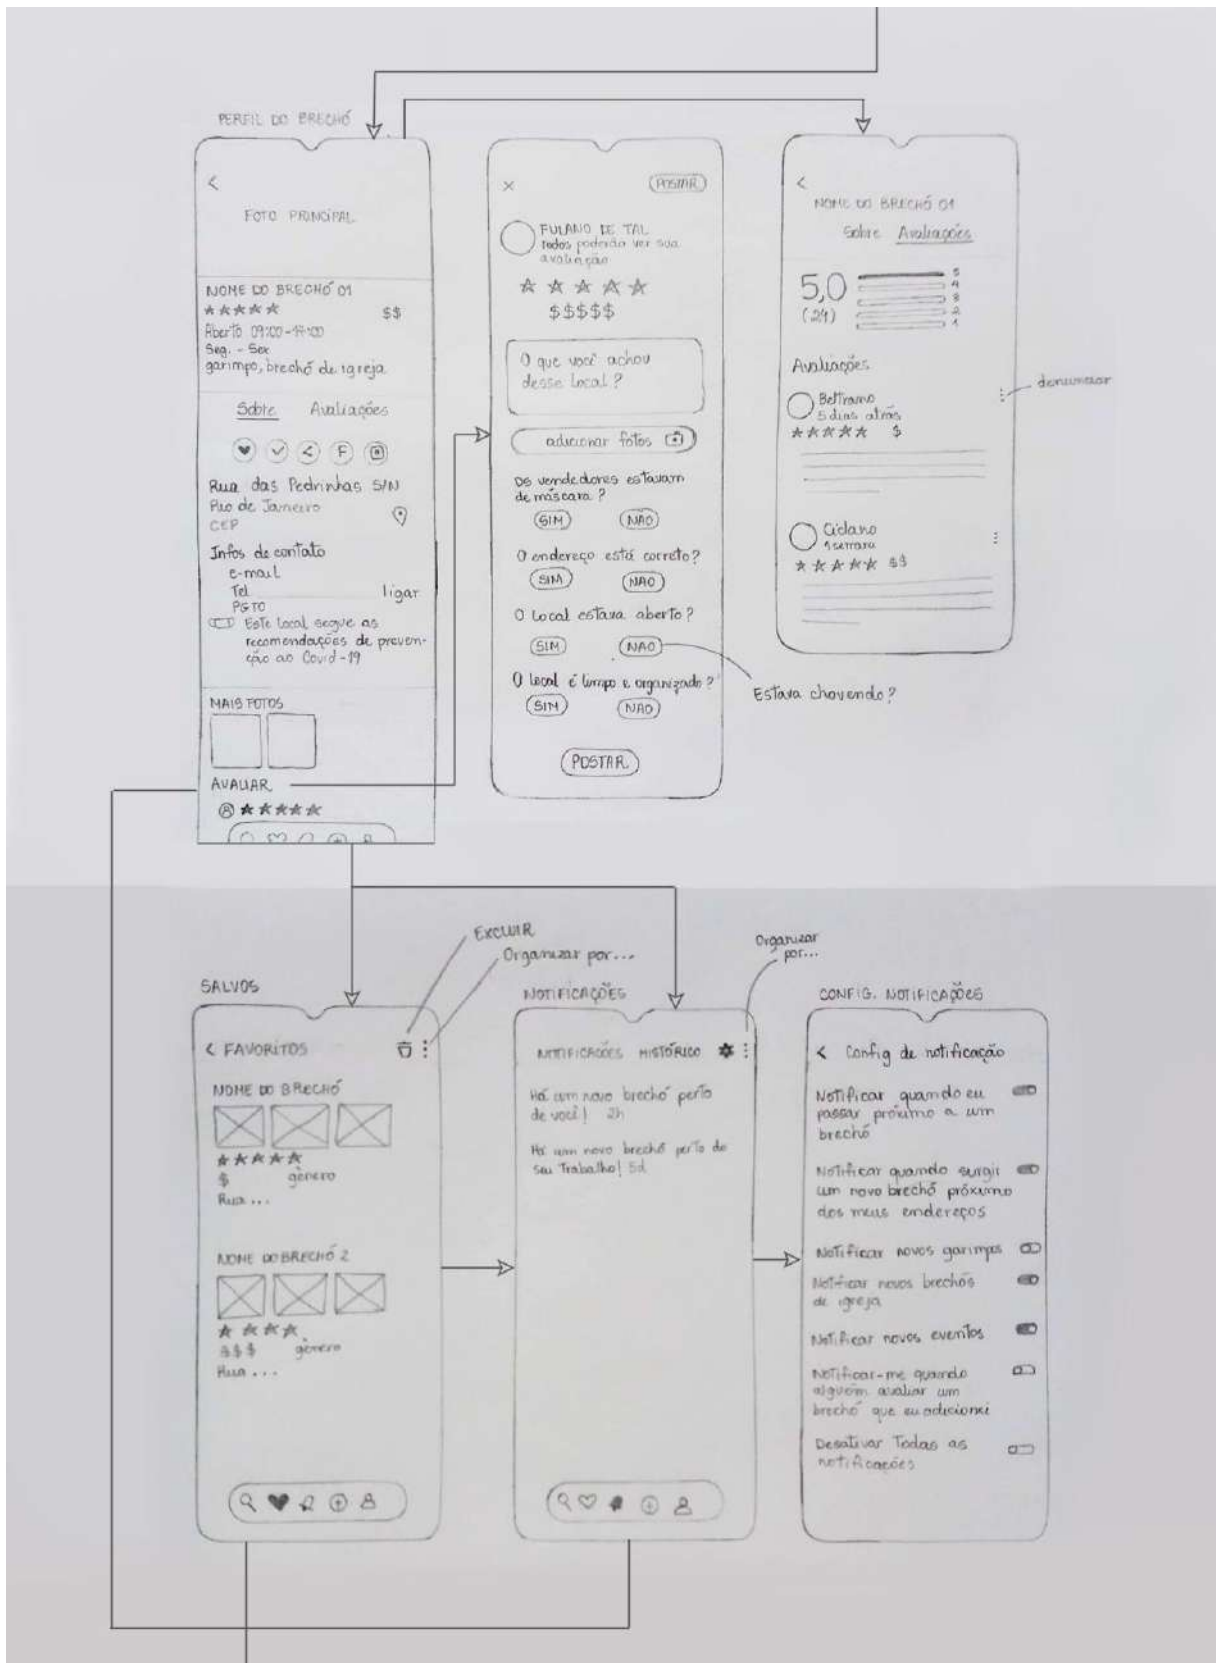 PERFIL DO BRECHÓ
FOTO PRINCIPAL
NOME DO BRECHÓ 01
$$
Aberto 09:00-17:00
Seg. - Sex
garimpo, brechó de igreja
Sobre Avaliações
F
Rua das Pedrinhas S/N
Rio de Janeiro
CEP
Infos de contato
e-mail
Tel ligar
PGTO
Este local segue as
recomendações de preven-
ção ao Covid-19
MAIS FOTOS
AVALIAR
POSTAR
FULANO DE TAL
todos poderão ver sua
avaliação
$$$$$
O que você achou
desse local?
adicionar fotos
Os vendedores estavam
de máscara?
SIM NÃO
O endereço está correto?
SIM NÃO
O Local estava aberto?
SIM NÃO
Estava chovendo?
O local é limpo e organizado?
SIM NÃO
POSTAR
NOME DO BRECHÓ 01
Sobre Avaliações
5,0
(24)
5
4
3
2
1
Avaliações
denunciar
Beltrano
5 dias atrás
$
Ciclano
1 semana
$$
EXCLUIR
Organizar por...
SALVOS
< FAVORITOS
NOME DO BRECHÓ
$ gênero
Rua ...
NOME DO BRECHÓ 2
$$$ gênero
Rua ...
Organizar
por...
NOTIFICAÇÕES
NOTIFICAÇÕES HISTÓRICO
Há um novo brechó perto
de você! 2h
Há um novo brechó perto do
seu Trabalho! 5d
CONFIG. NOTIFICAÇÕES
< Config de notificação
Notificar quando eu
passar próximo a um
brechó
Notificar quando surgir
um novo brechó próximo
dos meus endereços
Notificar novos garimpos
Notificar novos brechós
de igreja
Notificar novos eventos
Notificar-me quando
alguém avaliar um
brechó que eu adicionei
Desativar Todas as
notificações